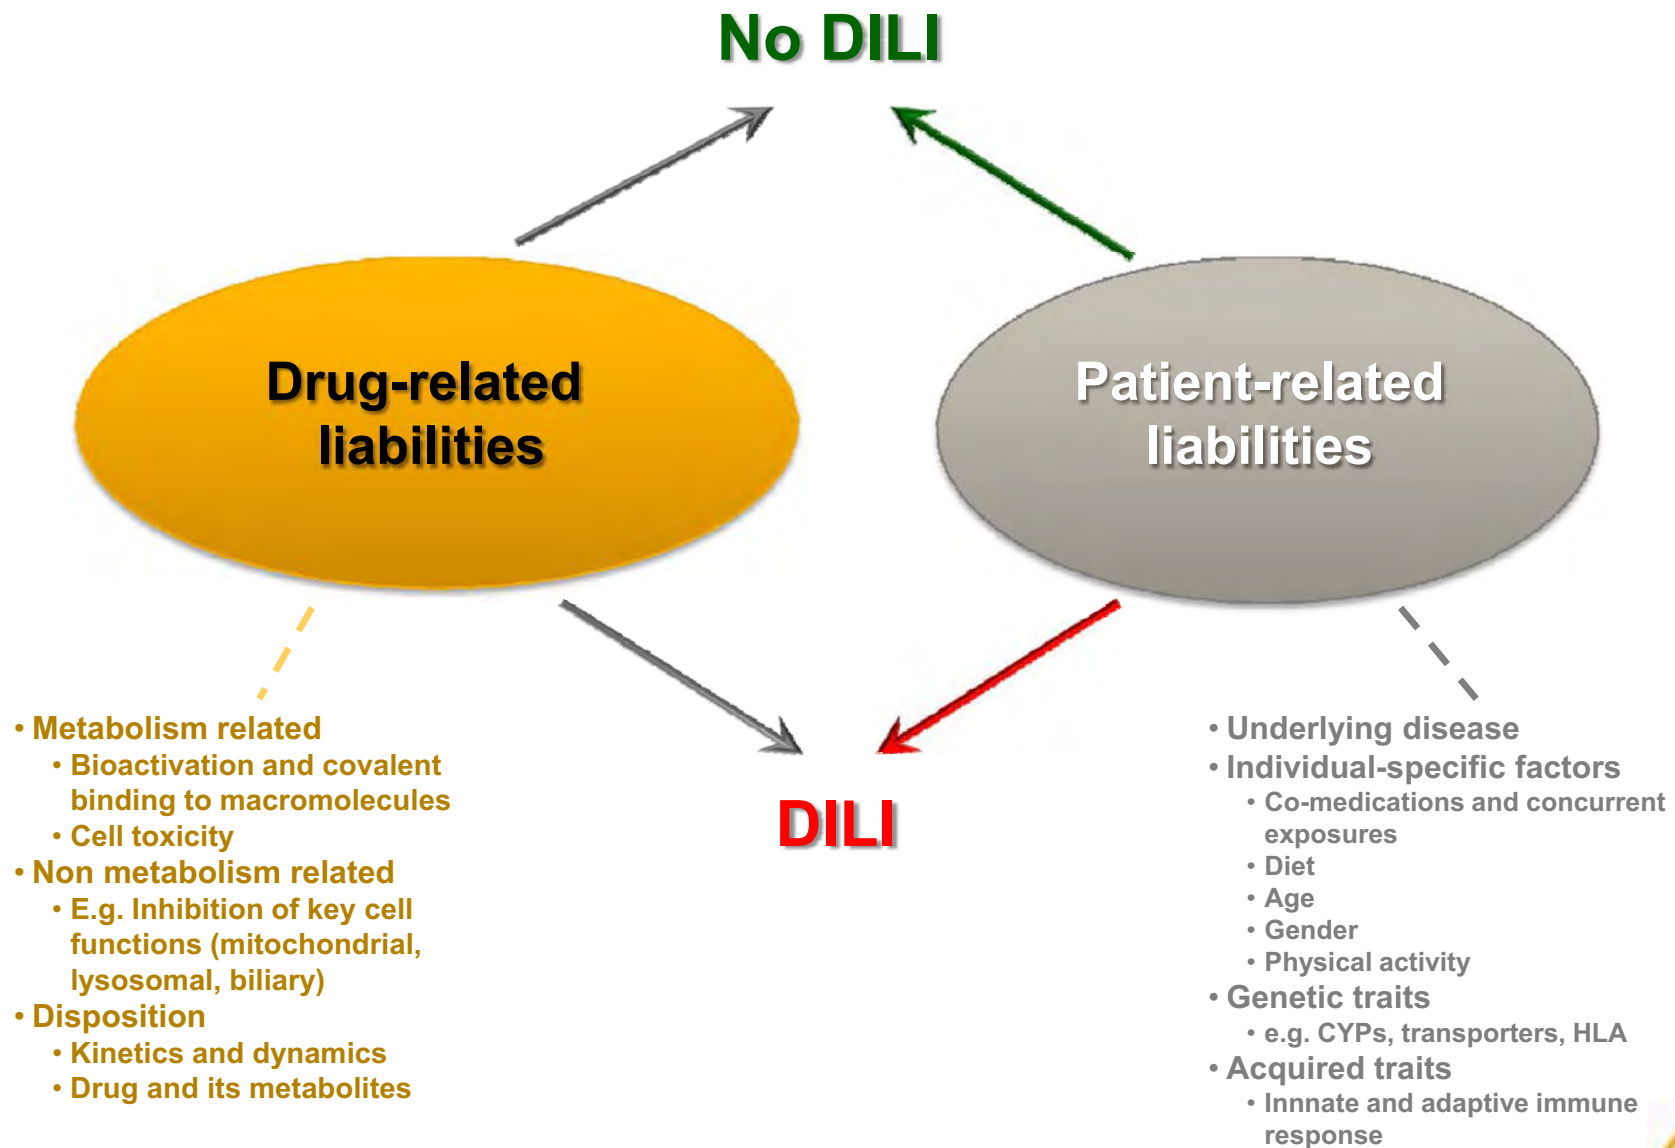 No DILI
Drug-related
liabilities
Patient-related
liabilities
DILI
• Metabolism related
• Bioactivation and covalent
binding to macromolecules
• Cell toxicity
• Non metabolism related
• E.g. Inhibition of key cell
functions (mitochondrial,
lysosomal, biliary)
• Disposition
• Kinetics and dynamics
• Drug and its metabolites
• Underlying disease
• Individual-specific factors
• Co-medications and concurrent
exposures
• Diet
• Age
• Gender
• Physical activity
• Genetic traits
• e.g. CYPs, transporters, HLA
• Acquired traits
• Innnate and adaptive immune
response